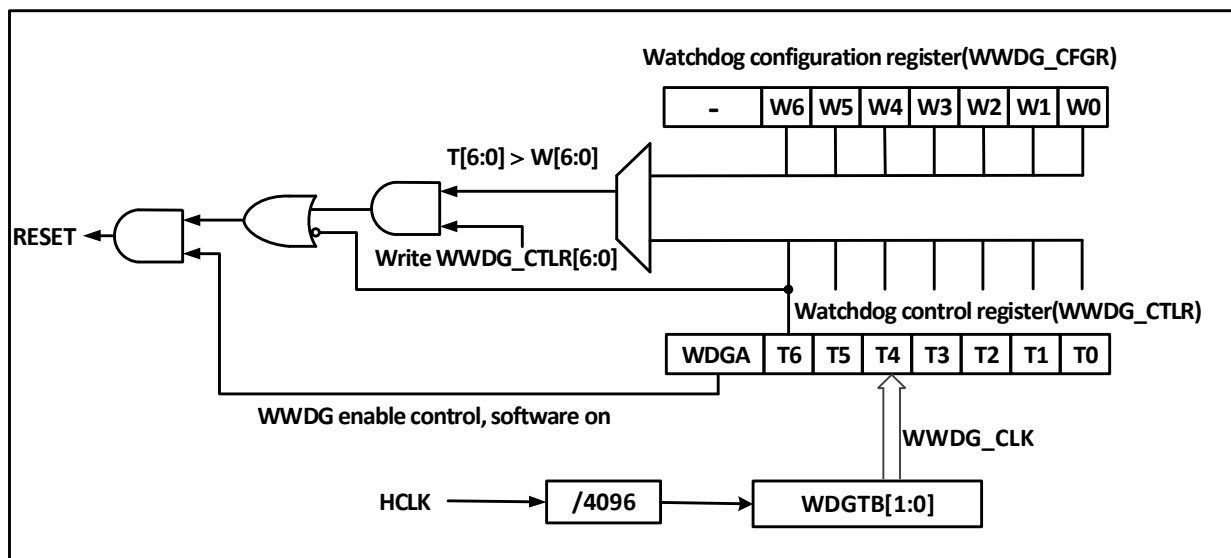 Watchdog configuration register(WWDG_CFGR)
- W6 W5 W4 W3 W2 W1 W0
T[6:0] > W[6:0]
RESET
Write WWDG_CTLR[6:0]
Watchdog control register(WWDG_CTLR)
WDGA T6 T5 T4 T3 T2 T1 T0
WWDG enable control, software on
WWDG_CLK
HCLK /4096 WDGTB[1:0]